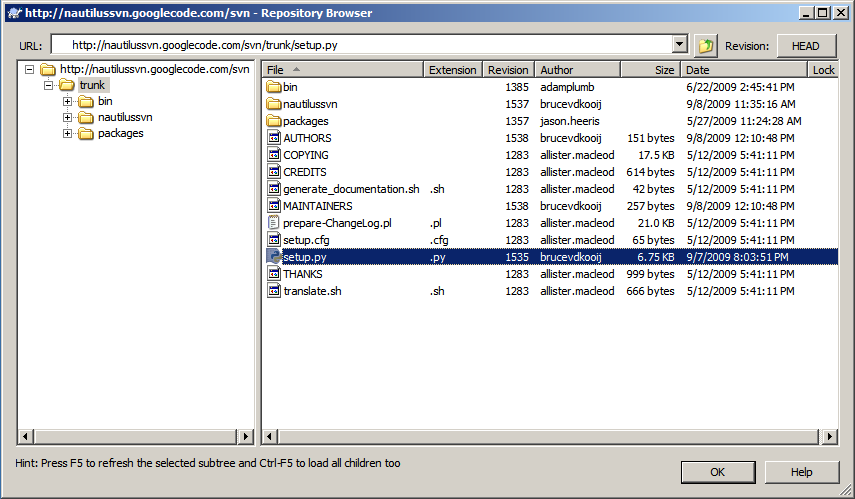 http://nautilussvn.googlecode.com/svn - Repository Browser
URL: http://nautilussvn.googlecode.com/svn/trunk/setup.py Revision: HEAD
http://nautilussvn.googlecode.com/svn
trunk
bin
nautilussvn
packages
File Extension Revision Author Size Date Lock
bin 1385 adamplumb 6/22/2009 2:45:41 PM
nautilussvn 1537 brucevdkooij 9/8/2009 11:35:16 AM
packages 1357 jason.heeris 5/27/2009 11:24:28 AM
AUTHORS 1538 brucevdkooij 151 bytes 9/8/2009 12:10:48 PM
COPYING 1283 allister.macleod 17.5 KB 5/12/2009 5:41:11 PM
CREDITS 1283 allister.macleod 614 bytes 5/12/2009 5:41:11 PM
generate_documentation.sh .sh 1283 allister.macleod 42 bytes 5/12/2009 5:41:11 PM
MAINTAINERS 1538 brucevdkooij 257 bytes 9/8/2009 12:10:48 PM
prepare-ChangeLog.pl .pl 1283 allister.macleod 21.0 KB 5/12/2009 5:41:11 PM
setup.cfg .cfg 1283 allister.macleod 65 bytes 5/12/2009 5:41:11 PM
setup.py .py 1535 brucevdkooij 6.75 KB 9/7/2009 8:03:51 PM
THANKS 1283 allister.macleod 999 bytes 5/12/2009 5:41:11 PM
translate.sh .sh 1283 allister.macleod 666 bytes 5/12/2009 5:41:11 PM
Hint: Press F5 to refresh the selected subtree and Ctrl-F5 to load all children too
OK Help